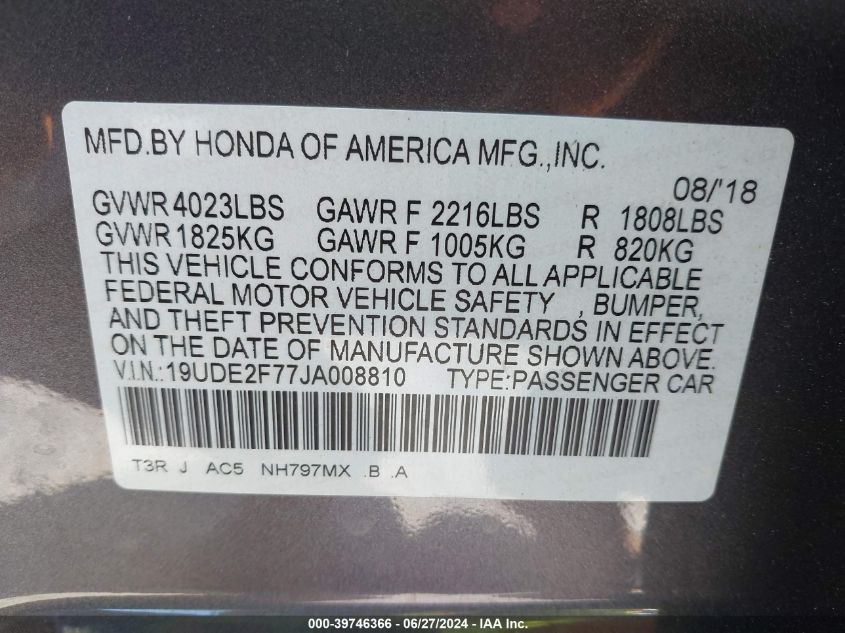 MFD.BY HONDA OF AMERICA MFG.,INC.
08/'18
GVWR 4023LBS GAWR F 2216LBS R 1808LBS
GVWR 1825KG GAWR F 1005KG R 820KG
THIS VEHICLE CONFORMS TO ALL APPLICABLE
FEDERAL MOTOR VEHICLE SAFETY , BUMPER,
AND THEFT PREVENTION STANDARDS IN EFFECT
ON THE DATE OF MANUFACTURE SHOWN ABOVE.
V.I.N.:19UDE2F77JA008810 TYPE:PASSENGER CAR
T3R J AC5 NH797MX .B .A
000-39746366 | 06/27/2024 - IAA Inc.